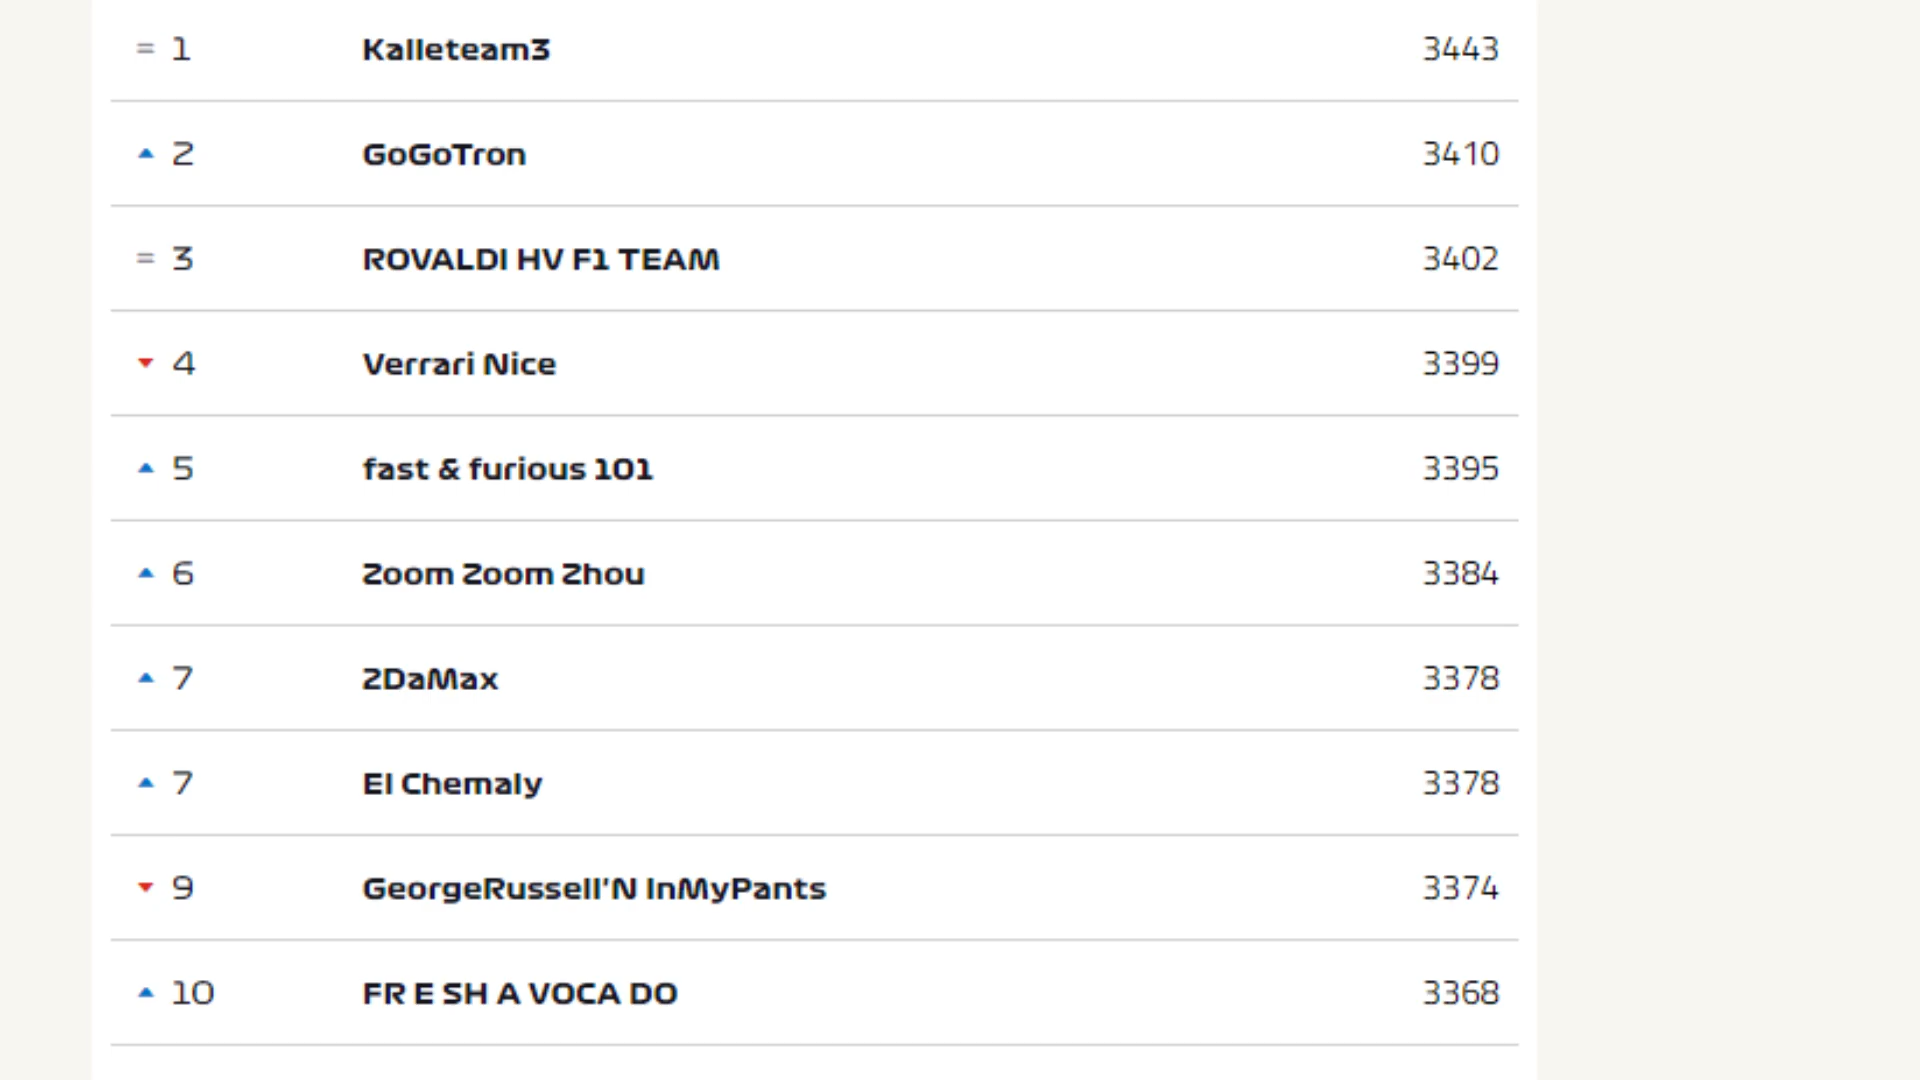 = 1 Kalleteam3 3443
▲ 2 GoGoTron 3410
= 3 ROVALDI HV F1 TEAM 3402
▼ 4 Verrari Nice 3399
▲ 5 fast & furious 101 3395
▲ 6 Zoom Zoom Zhou 3384
▲ 7 2DaMax 3378
▲ 7 El Chemaly 3378
▼ 9 GeorgeRussell'N InMyPants 3374
▲ 10 FR E SH A VOCA DO 3368